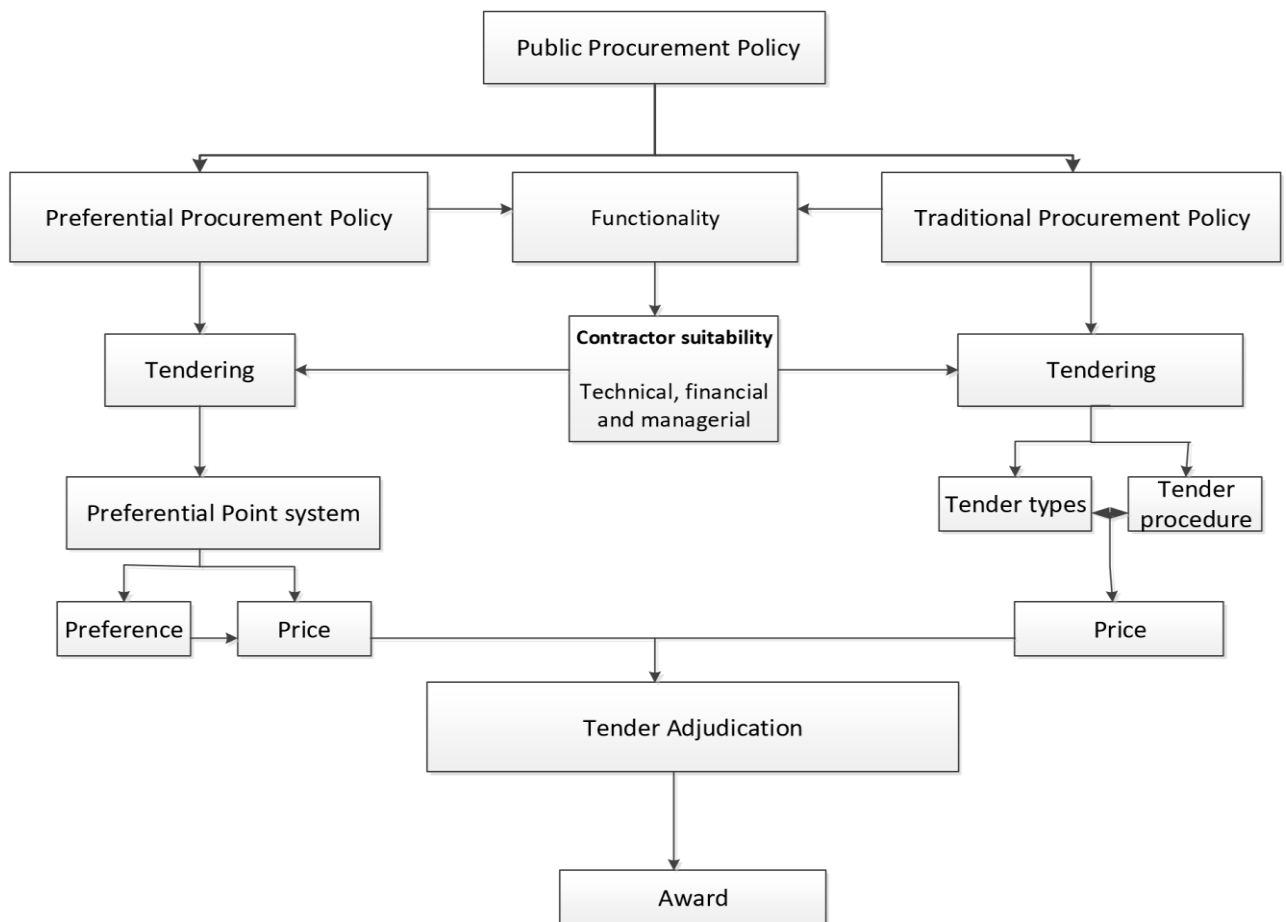 Public Procurement Policy
Preferential Procurement Policy
Functionality
Traditional Procurement Policy
Contractor suitability
Technical, financial
and managerial
Tendering
Tendering
Preferential Point system
Tender types
Tender
procedure
Preference
Price
Price
Tender Adjudication
Award